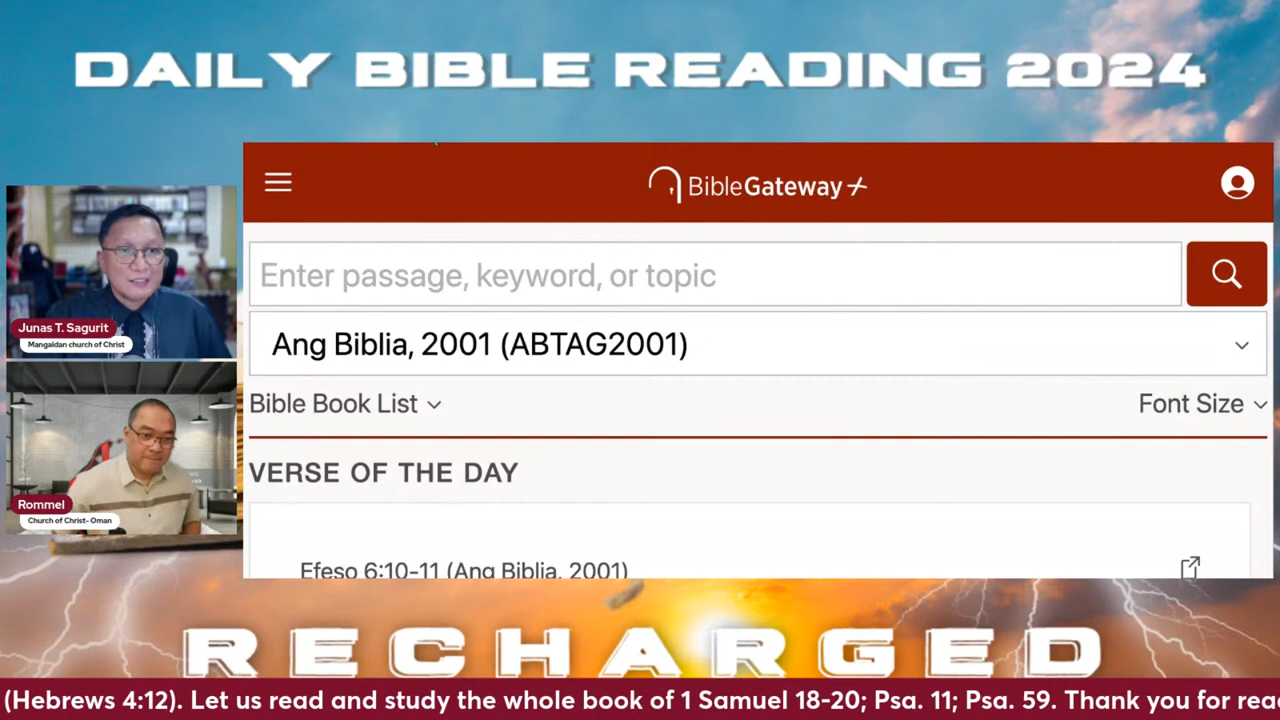 DAILY BIBLE READING 2024
BibleGateway
Enter passage, keyword, or topic
Ang Biblia, 2001 (ABTAG2001)
Bible Book List
Font Size
VERSE OF THE DAY
Efeso 6:10-11 (Ang Biblia, 2001)
Junas T. Sagurit
Mangaldan church of Christ
Rommel
Church of Christ- Oman
RECHARGED
(Hebrews 4:12). Let us read and study the whole book of 1 Samuel 18-20; Psa. 11; Psa. 59. Thank you for rea